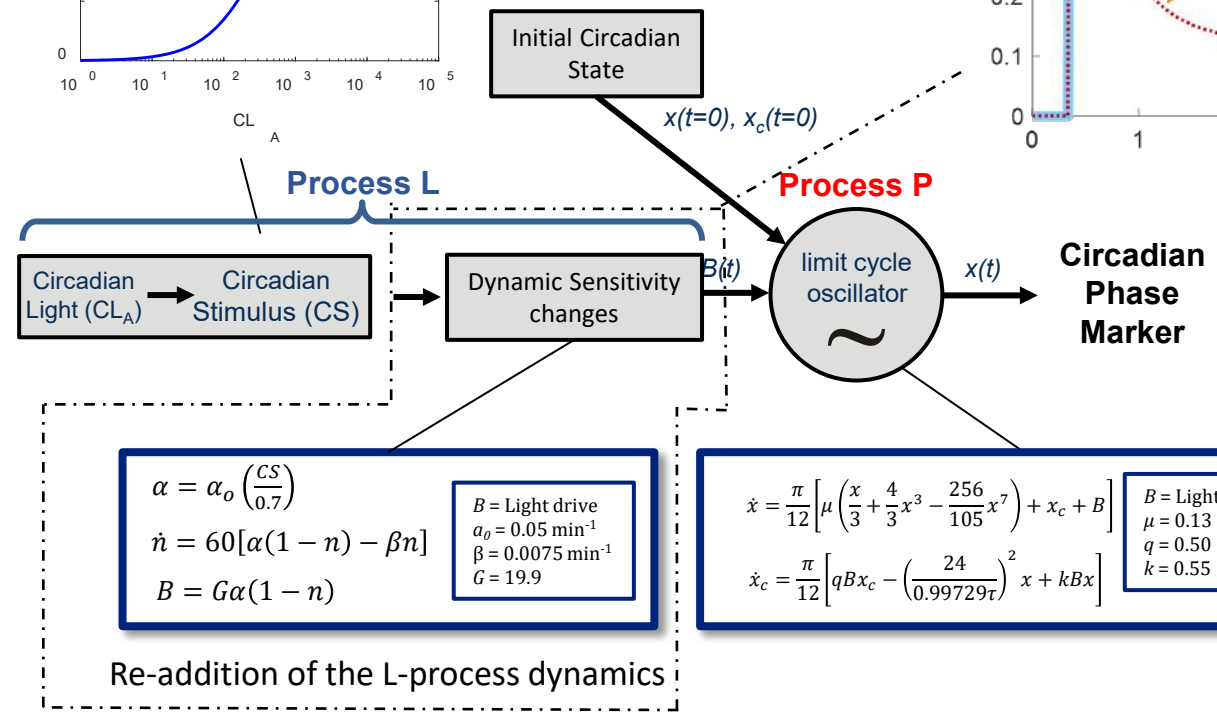 0
10 0
10 1
10 2
10 3
10 4
10 5
CL
A
Initial Circadian
State
x(t=0), x_c(t=0)
0.1
0
0
1
Process L
Process P
Circadian
Light (CL_A)
Circadian
Stimulus (CS)
Dynamic Sensitivity
changes
B(t)
limit cycle
oscillator
~
x(t)
Circadian
Phase
Marker
α = α_o (CS/0.7)
ṅ = 60[α(1 − n) − βn]
B = Gα(1 − n)
B = Light drive
a_0 = 0.05 min^-1
β = 0.0075 min^-1
G = 19.9
ẋ = π/12 [μ(x/3 + 4/3 x^3 − 256/105 x^7) + x_c + B]
ẋ_c = π/12 [qBx_c − (24/0.99729τ)^2 x + kBx]
B = Light
μ = 0.13
q = 0.50
k = 0.55
Re-addition of the L-process dynamics